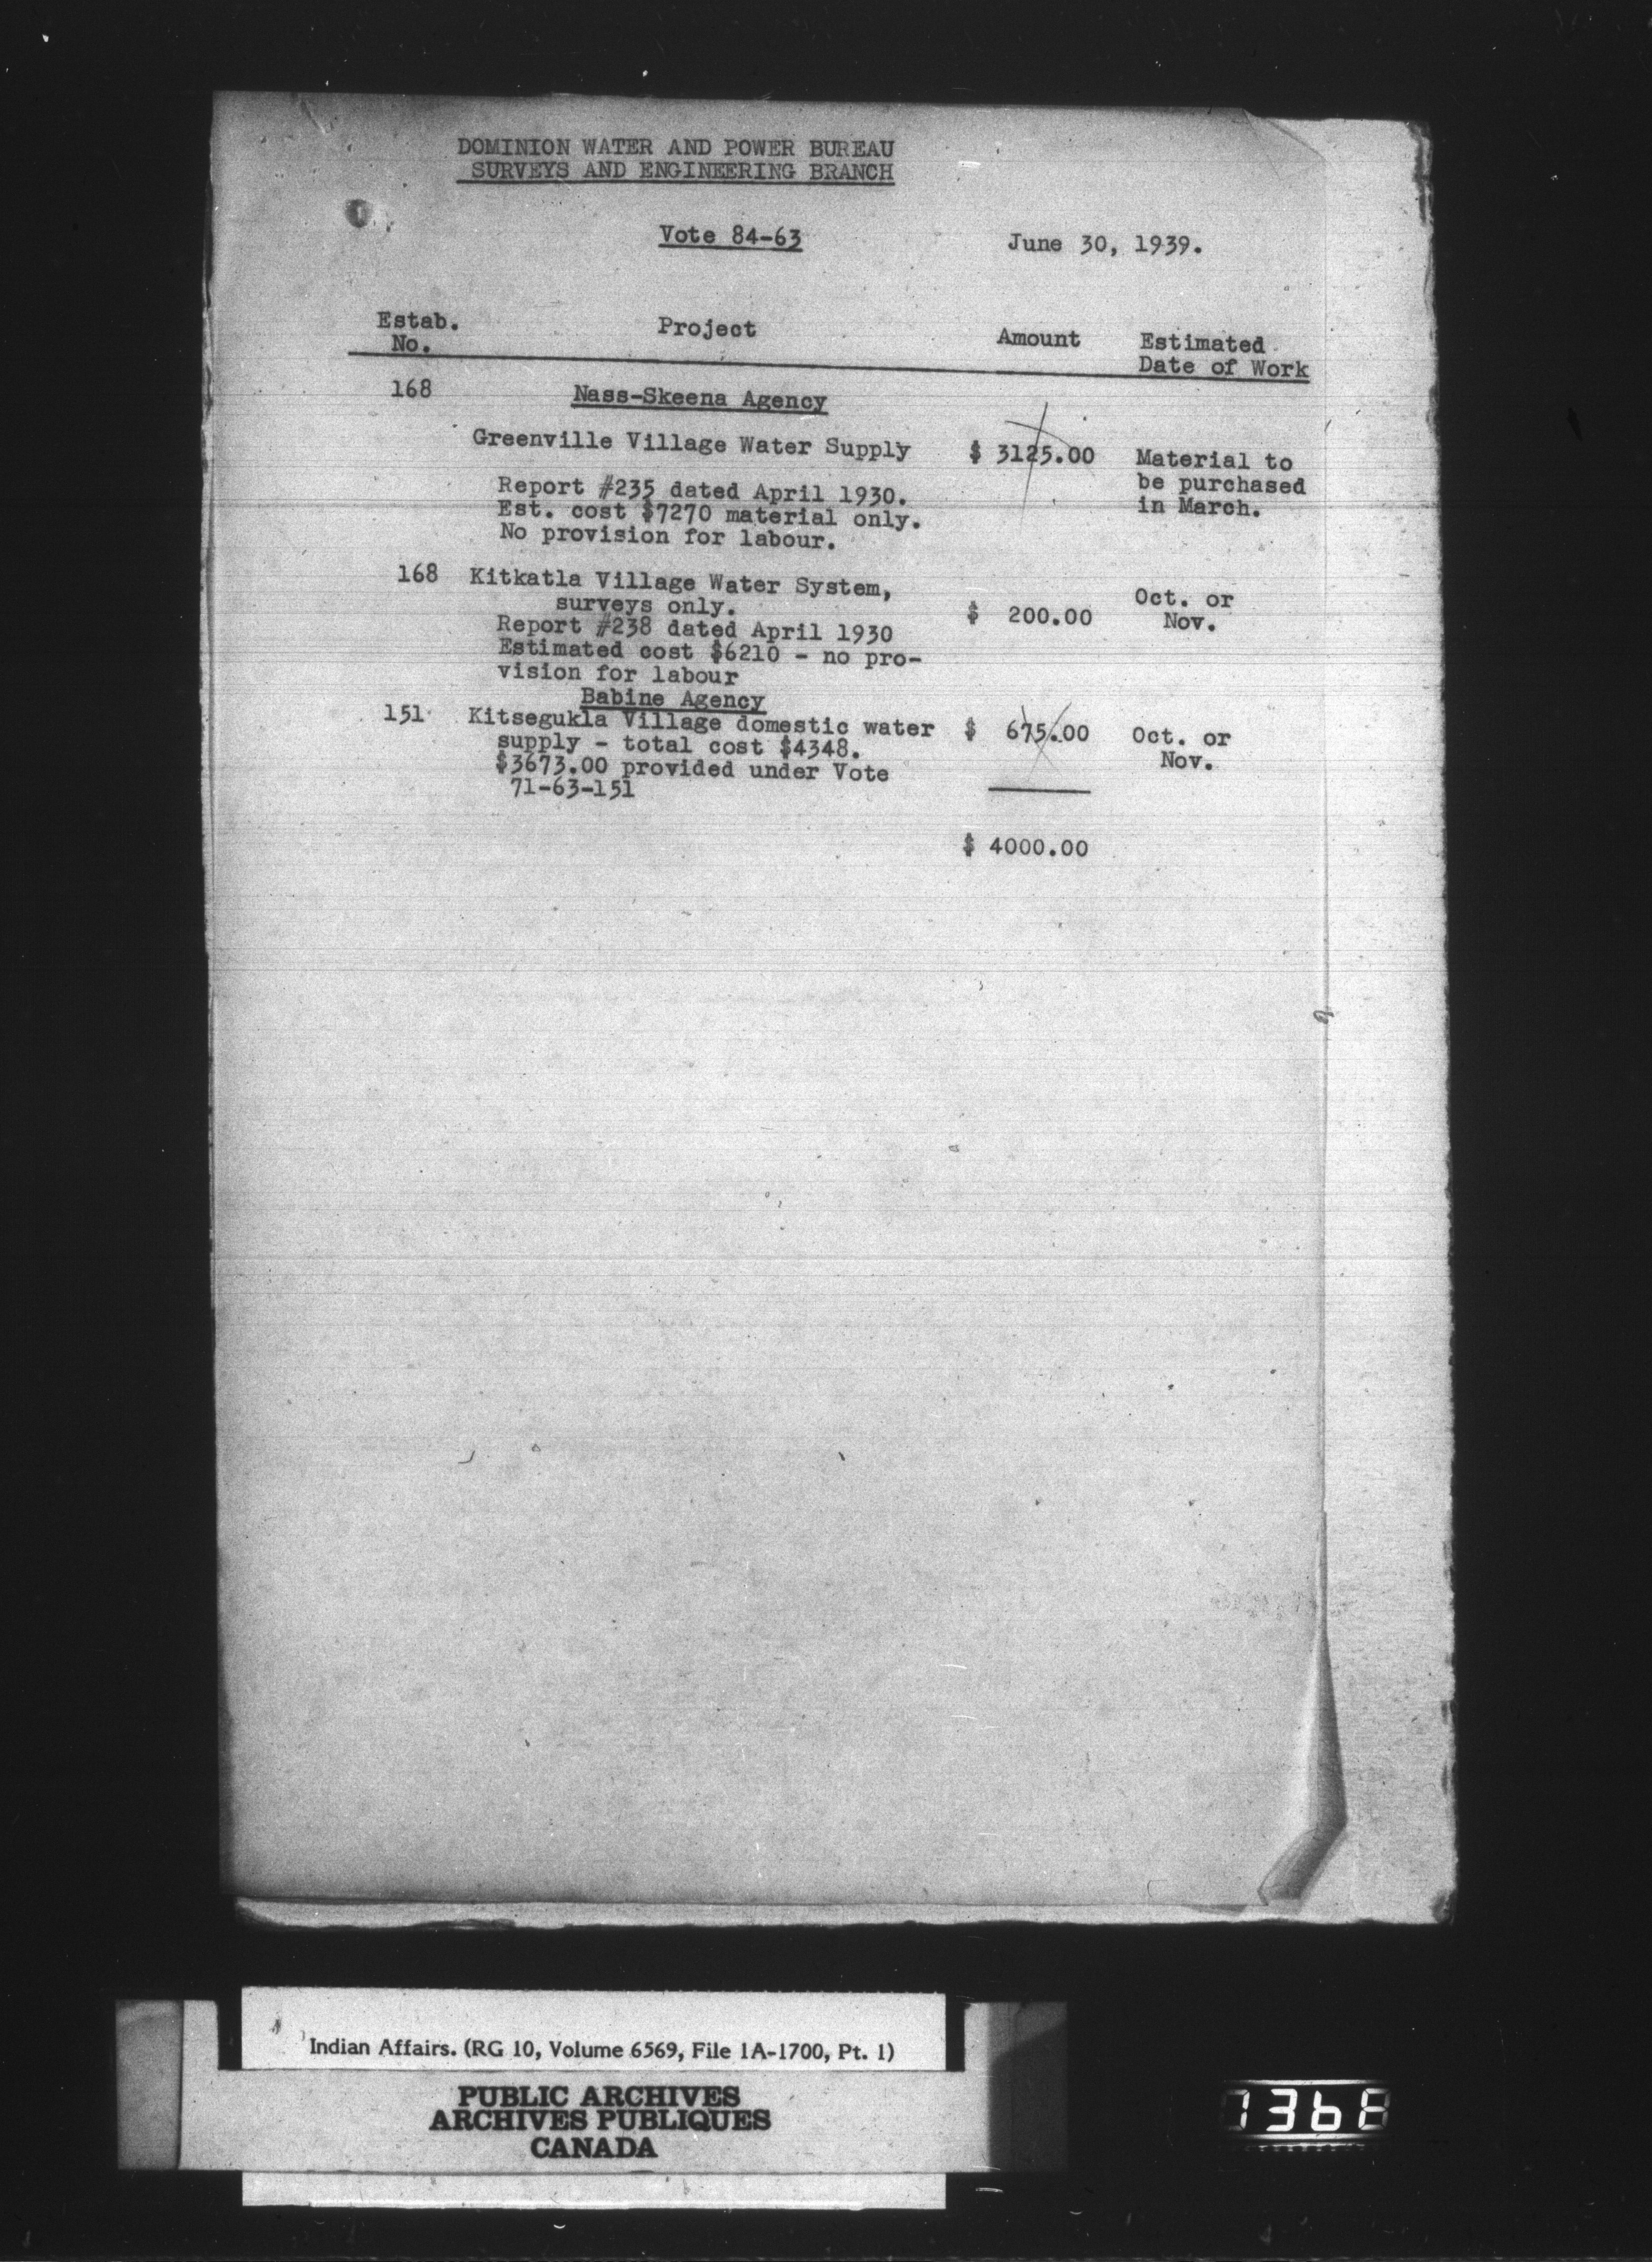 DOMINION WATER AND POWER BUREAU
SURVEYS AND ENGINEERING BRANCH
Vote 84-63
June 30, 1939.
Estab.
No.
Project
Amount
Estimated
Date of Work
168
Nass-Skeena Agency
Greenville Village Water Supply
$ 3125.00
Material to
be purchased
in March.
Report #235 dated April 1930.
Est. cost $7270 material only.
No provision for labour.
168
Kitkatla Village Water System,
surveys only.
$ 200.00
Oct. or
Nov.
Report #238 dated April 1930
Estimated cost $6210 - no pro-
vision for labour
Babine Agency
151
Kitsegukla Village domestic water
$ 675.00
Oct. or
Nov.
supply - total cost $4348.
$3673.00 provided under Vote
71-63-151
$ 4000.00
Indian Affairs. (RG 10, Volume 6569, File 1A-1700, Pt. 1)
PUBLIC ARCHIVES
ARCHIVES PUBLIQUES
CANADA